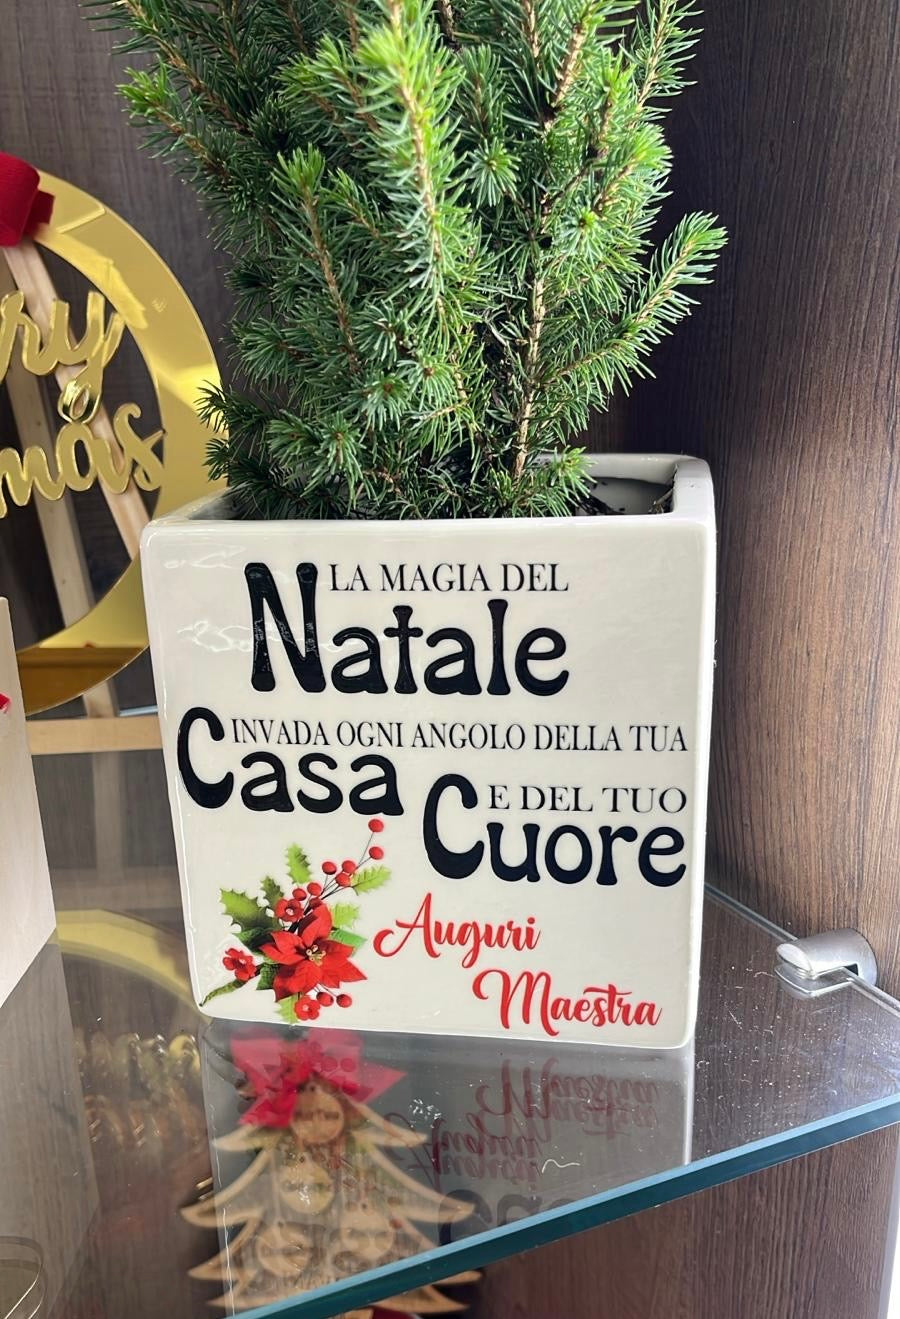 LA MAGIA DEL
Natale
INVADA OGNI ANGOLO DELLA TUA
Casa
E DEL TUO
Cuore
Auguri
Maestra